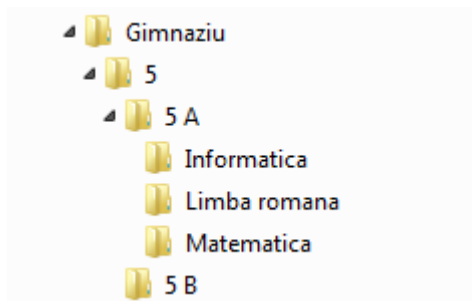 Gimnaziu
5
5 A
Informatica
Limba romana
Matematica
5 B